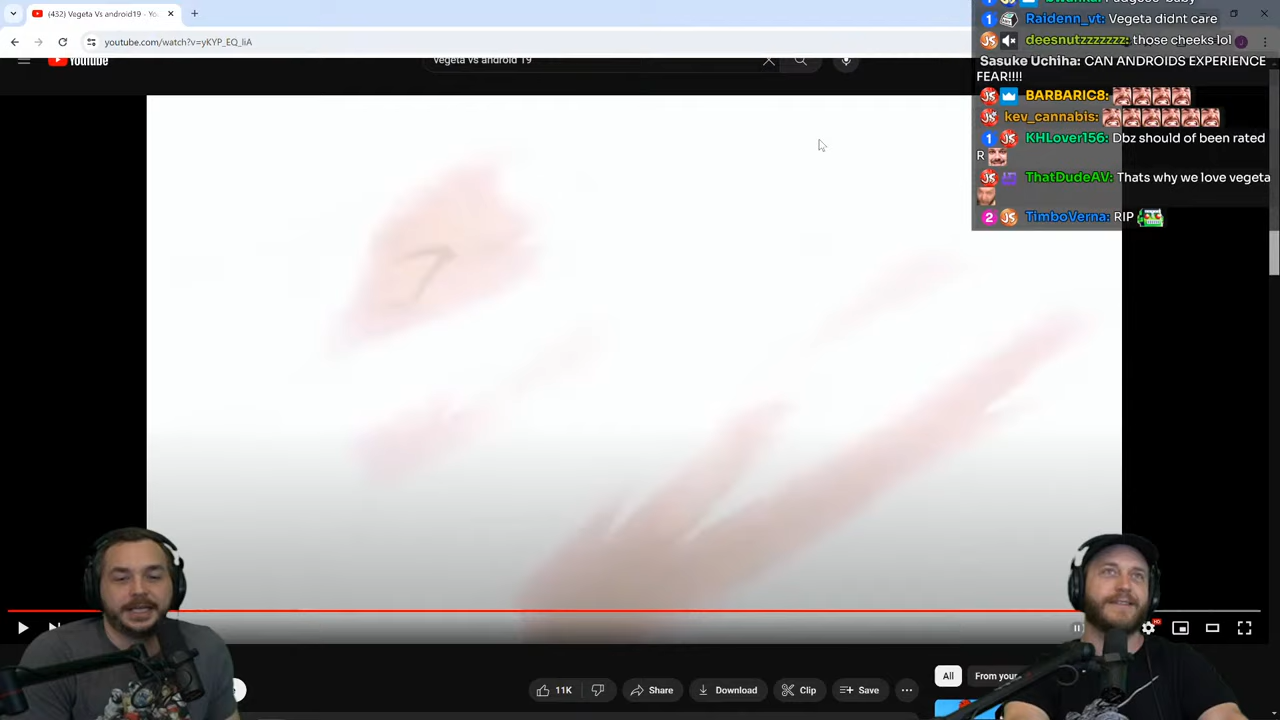 (432) Vegeta Vs android19 - Yo
youtube.com/watch?v=yKYP_EQ_liA
YouTube
vegeta vs android 19
Raidenn_vt: Vegeta didnt care
deesnutzzzzzzz: those cheeks lol
Sasuke Uchiha: CAN ANDROIDS EXPERIENCE
FEAR!!!!
BARBARIC8:
kev_cannabis:
KHLover156: Dbz should of been rated
R
ThatDudeAV: Thats why we love vegeta
TimboVerna: RIP
HD
11K
Share
Download
Clip
Save
All
From your